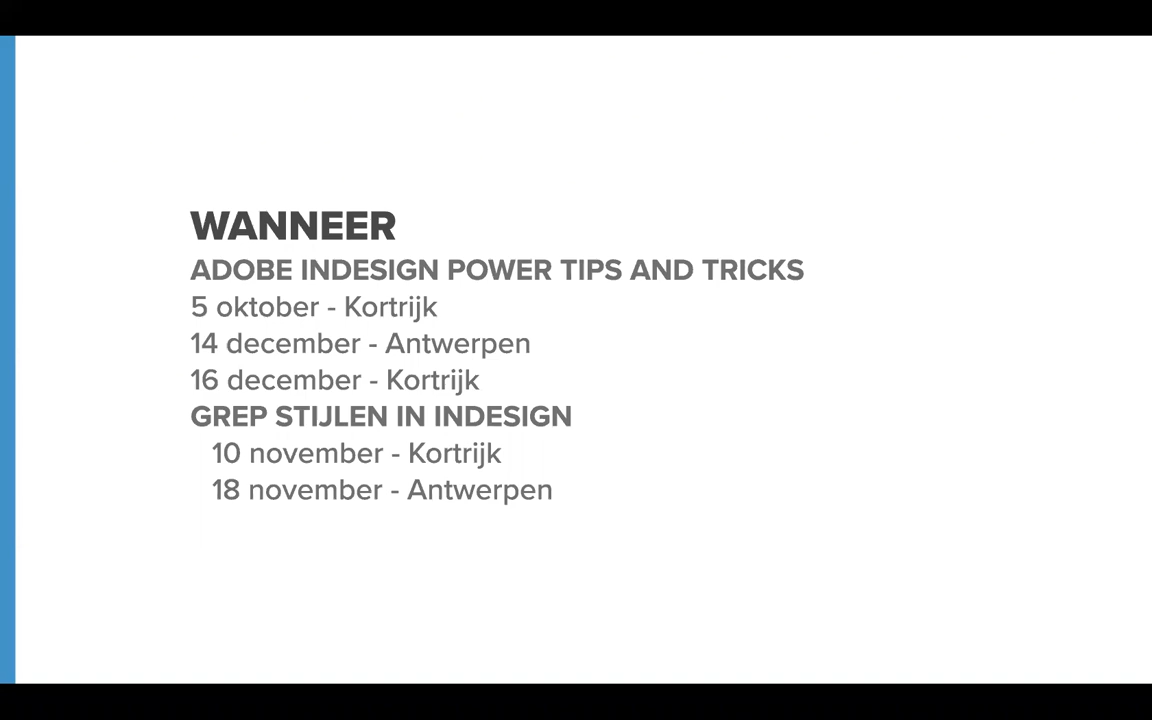 WANNEER
ADOBE INDESIGN POWER TIPS AND TRICKS
5 oktober - Kortrijk
14 december - Antwerpen
16 december - Kortrijk
GREP STIJLEN IN INDESIGN
10 november - Kortrijk
18 november - Antwerpen